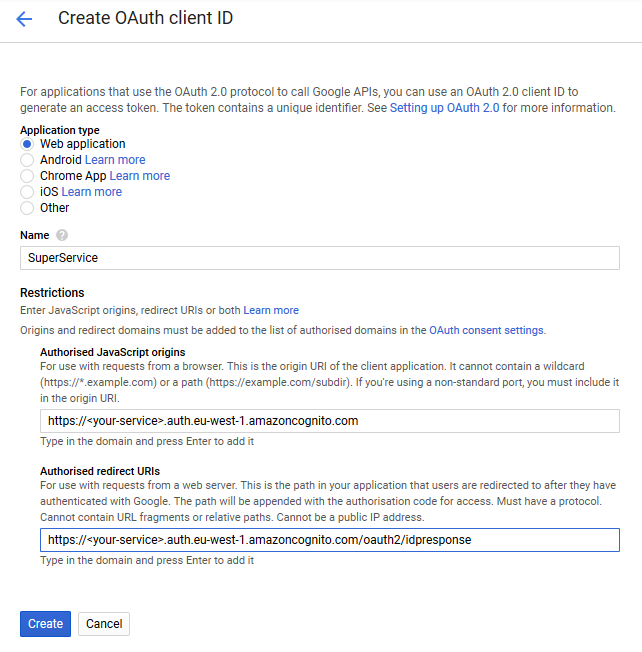 Create OAuth client ID
For applications that use the OAuth 2.0 protocol to call Google APIs, you can use an OAuth 2.0 client ID to
generate an access token. The token contains a unique identifier. See Setting up OAuth 2.0 for more information.
Application type
Web application
Android Learn more
Chrome App Learn more
iOS Learn more
Other
Name ?
SuperService
Restrictions
Enter JavaScript origins, redirect URIs or both Learn more
Origins and redirect domains must be added to the list of authorised domains in the OAuth consent settings.
Authorised JavaScript origins
For use with requests from a browser. This is the origin URI of the client application. It cannot contain a wildcard
(https://*.example.com) or a path (https://example.com/subdir). If you're using a non-standard port, you must include it
in the origin URI.
https://<your-service>.auth.eu-west-1.amazoncognito.com
Type in the domain and press Enter to add it
Authorised redirect URIs
For use with requests from a web server. This is the path in your application that users are redirected to after they have
authenticated with Google. The path will be appended with the authorisation code for access. Must have a protocol.
Cannot contain URL fragments or relative paths. Cannot be a public IP address.
https://<your-service>.auth.eu-west-1.amazoncognito.com/oauth2/idpresponse
Type in the domain and press Enter to add it
Create Cancel